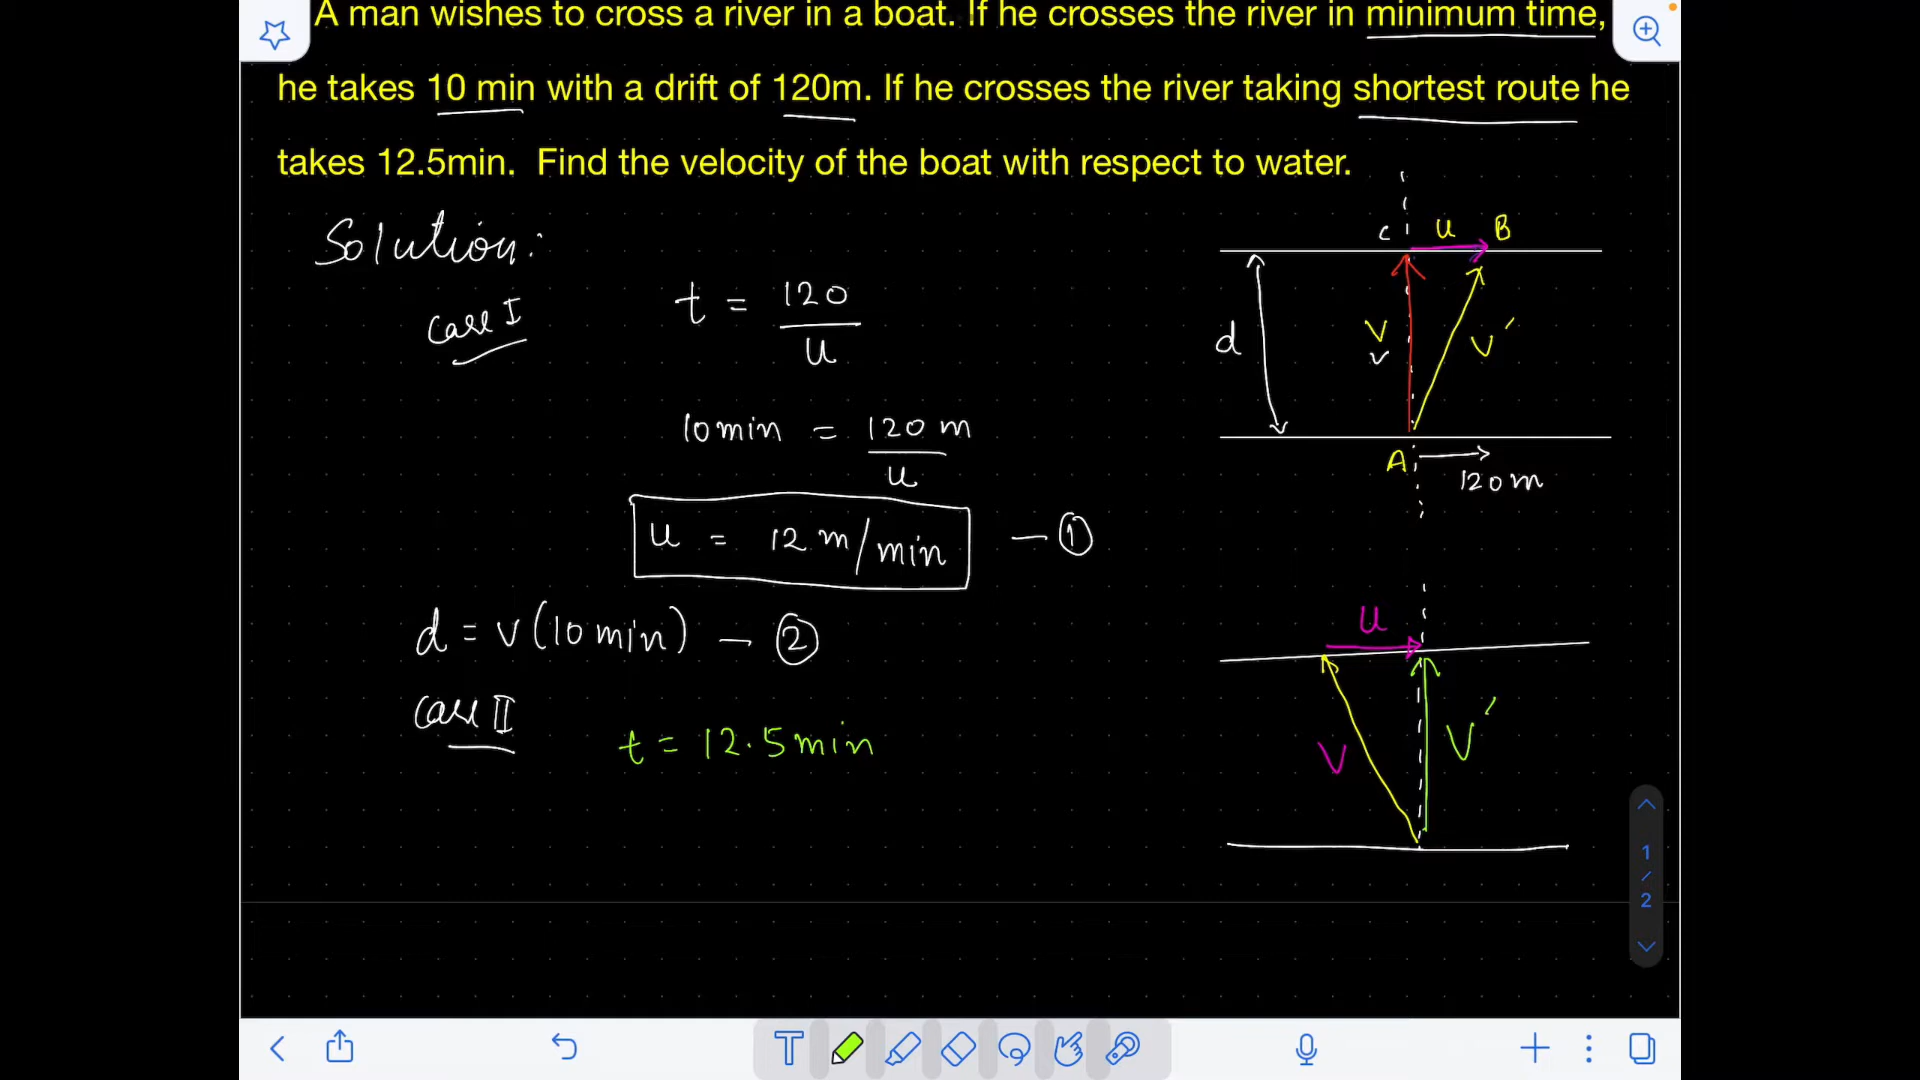 A man wishes to cross a river in a boat. If he crosses the river in minimum time,
he takes 10 min with a drift of 120m. If he crosses the river taking shortest route he
takes 12.5min. Find the velocity of the boat with respect to water.
Solution:
Case I
t = 120 / u
10 min = 120 m / u
u = 12 m/min — ①
d = v (10 min) — ②
Case II
t = 12.5 min
C u B
d v v v'
A 120 m
u
v v'
1
/
2
T